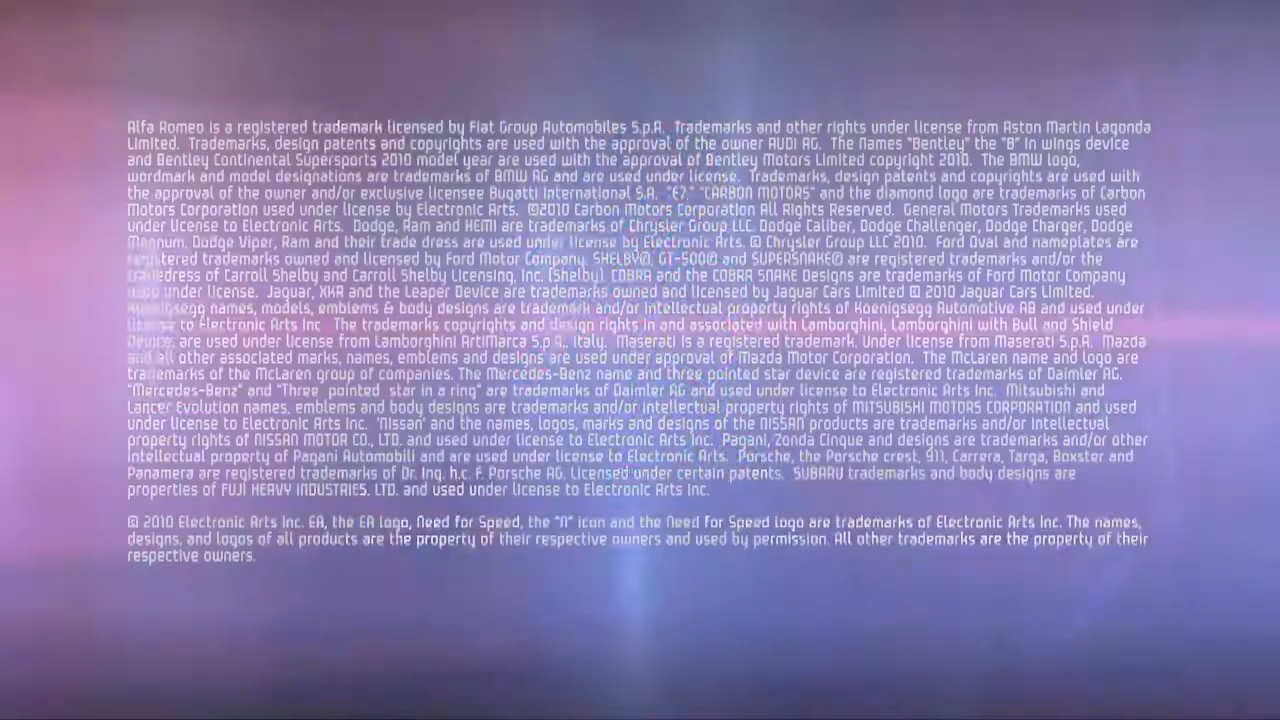 Alfa Romeo is a registered trademark licensed by Fiat Group Automobiles S.p.A.  Trademarks and other rights under license from Aston Martin Lagonda
Limited.  Trademarks, design patents and copyrights are used with the approval of the owner AUDI AG.  The Names "Bentley" the "B" in wings device
and Bentley Continental Supersports 2010 model year are used with the approval of Bentley Motors Limited copyright 2010.  The BMW logo,
wordmark and model designations are trademarks of BMW AG and are used under license.  Trademarks, design patents and copyrights are used with
the approval of the owner and/or exclusive licensee Bugatti International S.A.  "E7," "CARBON MOTORS" and the diamond logo are trademarks of Carbon
Motors Corporation used under license by Electronic Arts.  ©2010 Carbon Motors Corporation All Rights Reserved.  General Motors Trademarks used
under license to Electronic Arts.  Dodge, Ram and HEMI are trademarks of Chrysler Group LLC. Dodge Caliber, Dodge Challenger, Dodge Charger, Dodge
Magnum, Dodge Viper, Ram and their trade dress are used under license by Electronic Arts. © Chrysler Group LLC 2010.  Ford Oval and nameplates are
registered trademarks owned and licensed by Ford Motor Company. SHELBY®, GT-500® and SUPERSNAKE® are registered trademarks and/or the
tradedress of Carroll Shelby and Carroll Shelby Licensing, Inc. (Shelby). COBRA and the COBRA SNAKE Designs are trademarks of Ford Motor Company
used under license.  Jaguar, XKR and the Leaper Device are trademarks owned and licensed by Jaguar Cars Limited © 2010 Jaguar Cars Limited.
Koenigsegg names, models, emblems & body designs are trademark and/or intellectual property rights of Koenigsegg Automotive AB and used under
license to Electronic Arts Inc  The trademarks copyrights and design rights in and associated with Lamborghini, Lamborghini with Bull and Shield
Device, are used under license from Lamborghini ArtiMarca S.p.A., Italy.  Maserati is a registered trademark. Under license from Maserati S.p.A.  Mazda
and all other associated marks, names, emblems and designs are used under approval of Mazda Motor Corporation.  The McLaren name and logo are
trademarks of the McLaren group of companies. The Mercedes-Benz name and three pointed star device are registered trademarks of Daimler AG.
"Mercedes-Benz" and "Three  pointed  star in a ring" are trademarks of Daimler AG and used under license to Electronic Arts Inc.  Mitsubishi and
Lancer Evolution names, emblems and body designs are trademarks and/or intellectual property rights of MITSUBISHI MOTORS CORPORATION and used
under license to Electronic Arts Inc.  'Nissan' and the names, logos, marks and designs of the NISSAN products are trademarks and/or intellectual
property rights of NISSAN MOTOR CO., LTD. and used under license to Electronic Arts Inc.  Pagani, Zonda Cinque and designs are trademarks and/or other
intellectual property of Pagani Automobili and are used under license to Electronic Arts.  Porsche, the Porsche crest, 911, Carrera, Targa, Boxster and
Panamera are registered trademarks of Dr. Ing. h.c. F. Porsche AG. Licensed under certain patents.  SUBARU trademarks and body designs are
properties of FUJI HEAVY INDUSTRIES. LTD. and used under license to Electronic Arts Inc.

© 2010 Electronic Arts Inc. EA, the EA logo, Need for Speed, the "N" icon and the Need for Speed logo are trademarks of Electronic Arts Inc. The names,
designs, and logos of all products are the property of their respective owners and used by permission. All other trademarks are the property of their
respective owners.